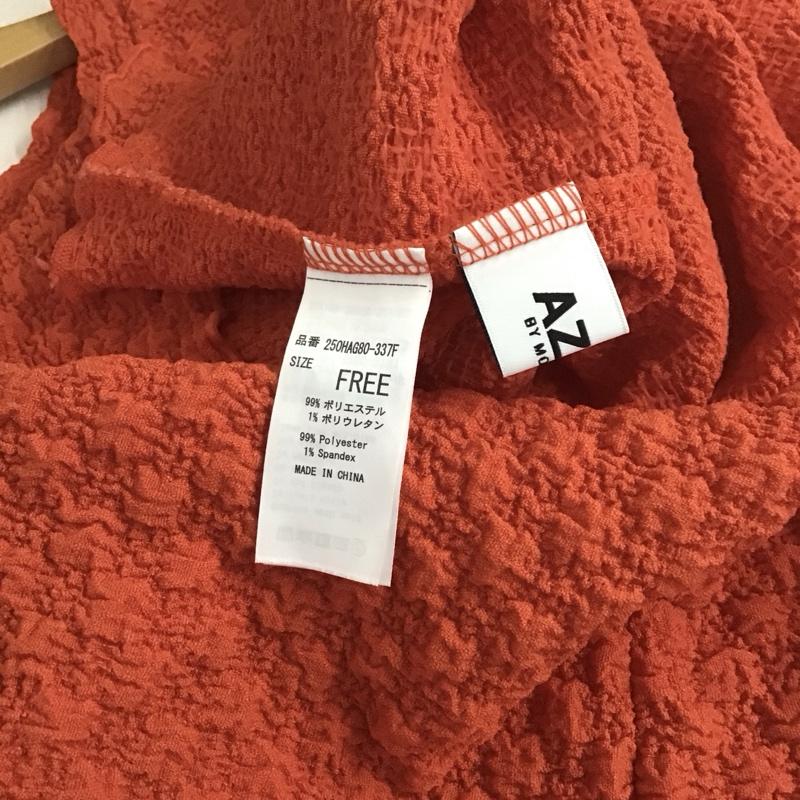 品番 250HAG80-337F
SIZE
FREE
99% ポリエステル
1% ポリウレタン
99% Polyester
1% Spandex
MADE IN CHINA
AZ
BY MO